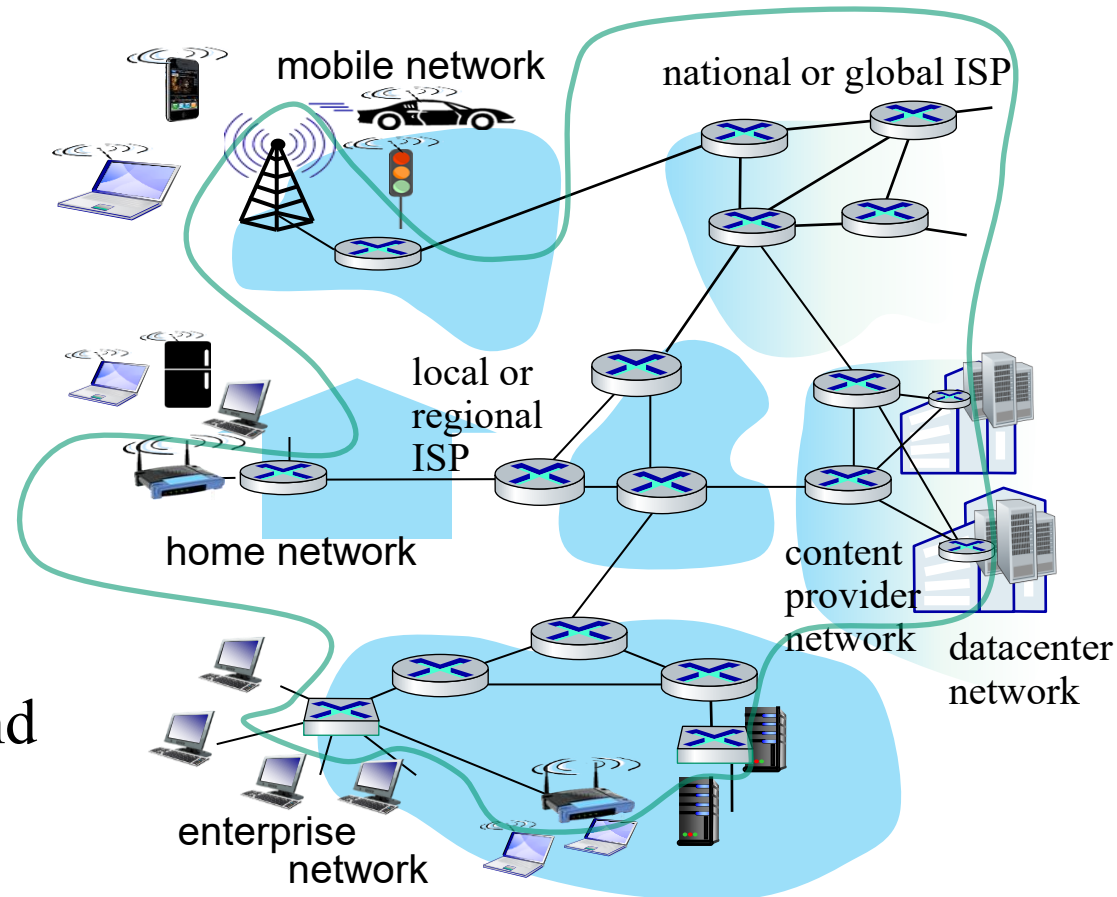 mobile network
national or global ISP
local or
regional
ISP
home network
content
provider
network
datacenter
network
nd
enterprise
network